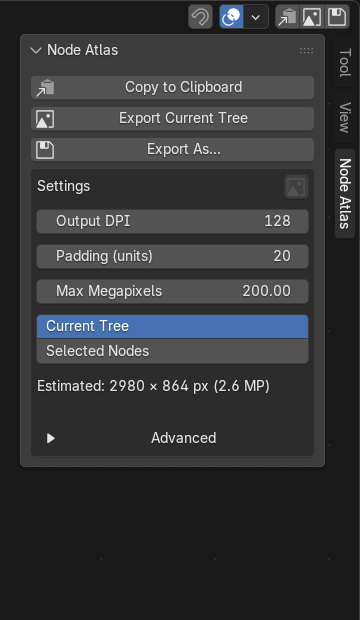 Node Atlas
Copy to Clipboard
Export Current Tree
Export As...
Settings
Output DPI 128
Padding (units) 20
Max Megapixels 200.00
Current Tree
Selected Nodes
Estimated: 2980 × 864 px (2.6 MP)
Advanced
Tool
View
Node Atlas